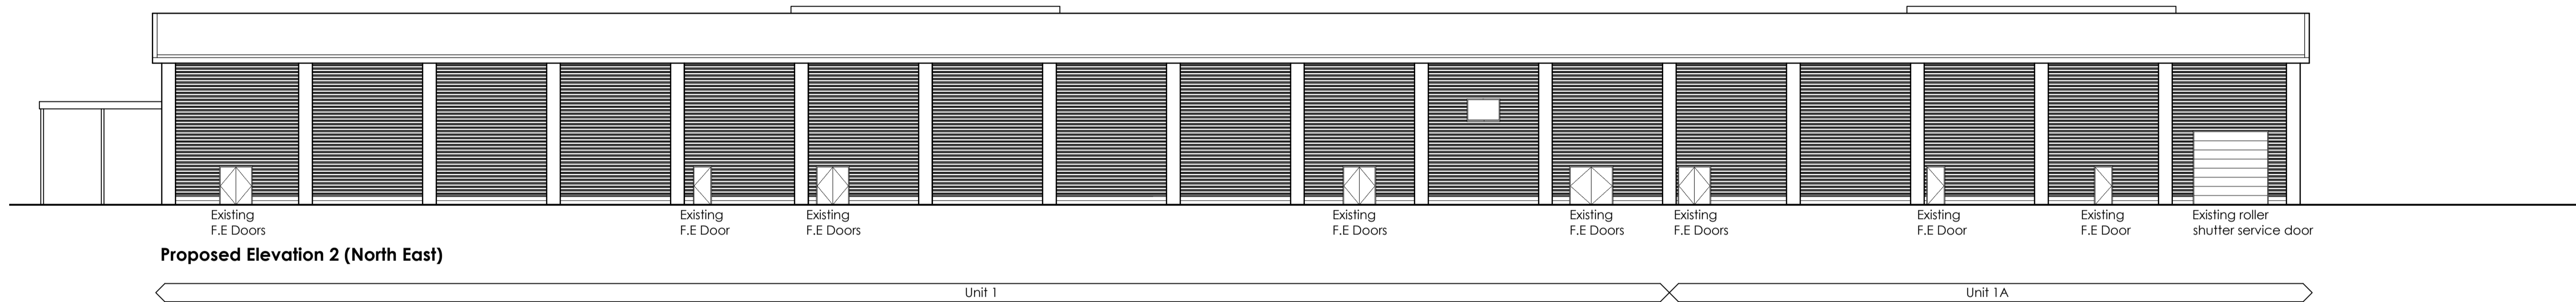 Existing
F.E Doors
Existing
F.E Door
Existing
F.E Doors
Existing
F.E Doors
Existing
F.E Doors
Existing
F.E Doors
Existing
F.E Door
Existing
F.E Door
Existing roller
shutter service door
Proposed Elevation 2 (North East)
Unit 1
Unit 1A